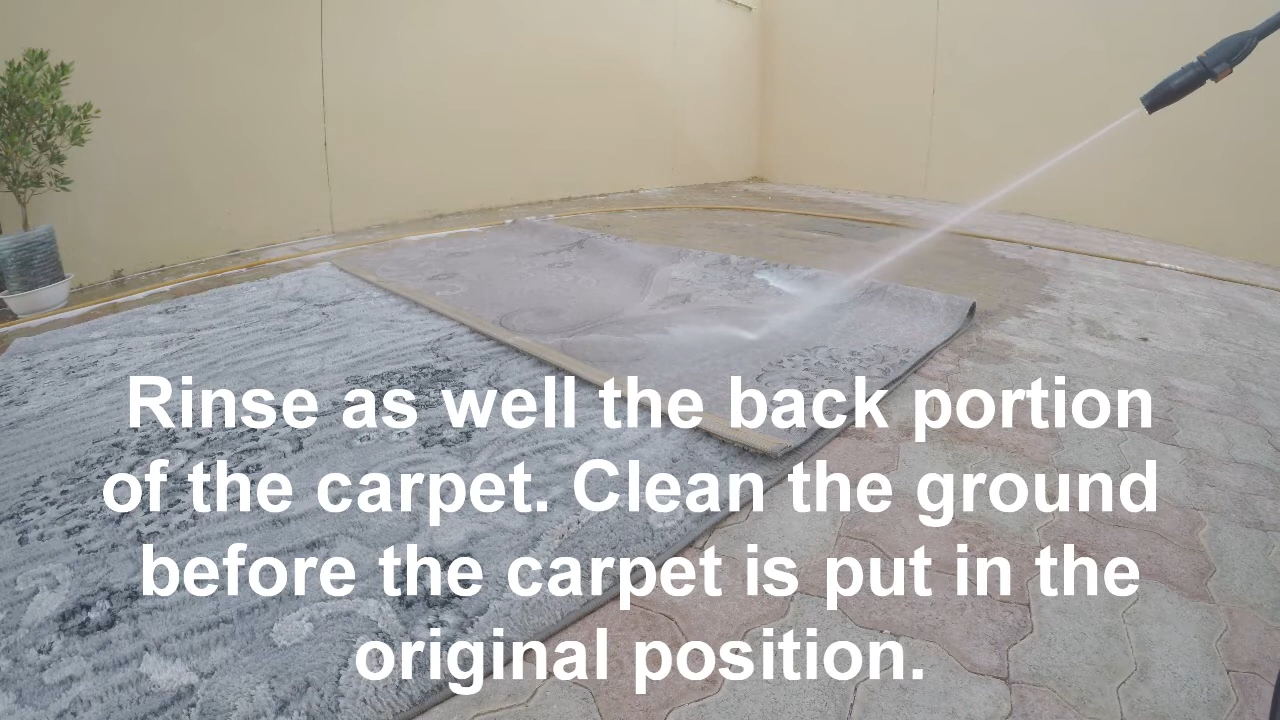 Rinse as well the back portion
of the carpet. Clean the ground
before the carpet is put in the
original position.